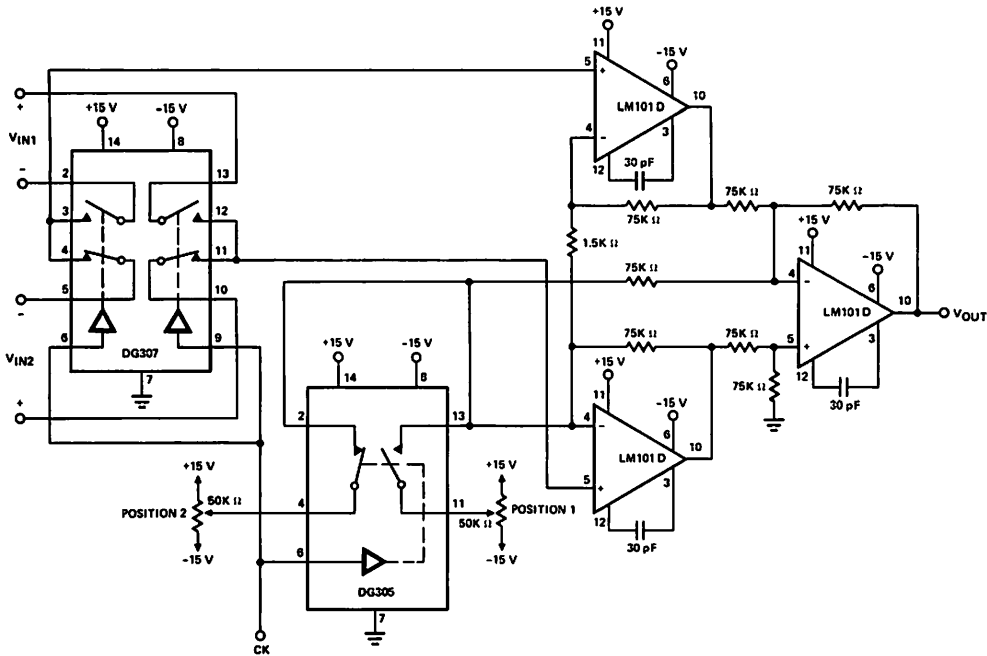 +15 V
11
-15 V
5
+
6
10
LM101 D
4
-
3
12
30 pF
+
VIN1
-
+15 V
-15 V
14
8
2
13
3
12
4
11
5
10
-
6
9
DG307
VIN2
7
+
75K Ω
75K Ω
75K Ω
1.5K Ω
75K Ω
75K Ω
75K Ω
75K Ω
+15 V
11
-15 V
4
-
6
10
VOUT
LM101 D
5
+
3
12
30 pF
+15 V
-15 V
14
8
2
13
+15 V
50K Ω
POSITION 2
4
-15 V
11
+15 V
50K Ω
POSITION 1
-15 V
6
DG305
7
CK
+15 V
11
-15 V
4
-
6
10
LM101 D
5
+
3
12
30 pF